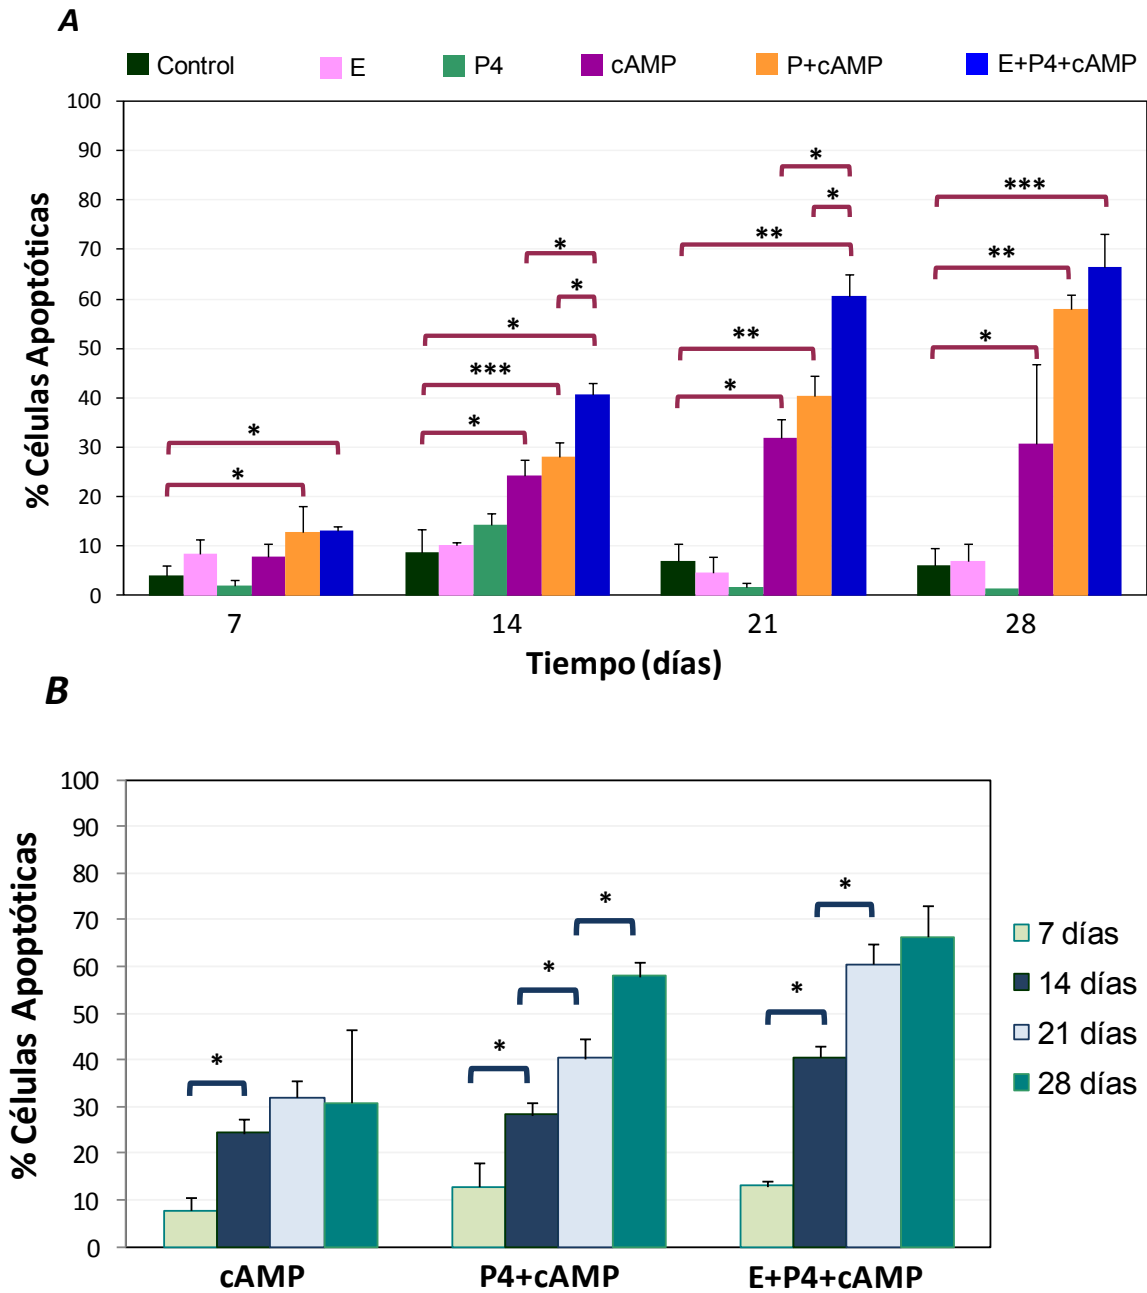 A
Control E P4 cAMP P+cAMP E+P4+cAMP
% Células Apoptóticas
100
90
80
70
60
50
40
30
20
10
0
* *
* *** * * *
* ** ** * *
* ** ***
7 14 21 28
Tiempo (días)
B
% Células Apoptóticas
100
90
80
70
60
50
40
30
20
10
0
*
* * *
* *
cAMP P4+cAMP E+P4+cAMP
7 días
14 días
21 días
28 días